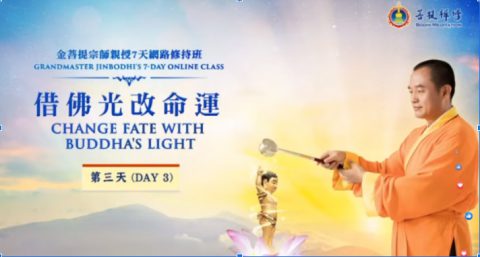 菩提禪修
BODHI MEDITATION
金菩提宗師親授7天網路修持班
GRANDMASTER JINBODHI'S 7-DAY ONLINE CLASS
借佛光改命運
CHANGE FATE WITH
BUDDHA'S LIGHT
第三天 (DAY 3)